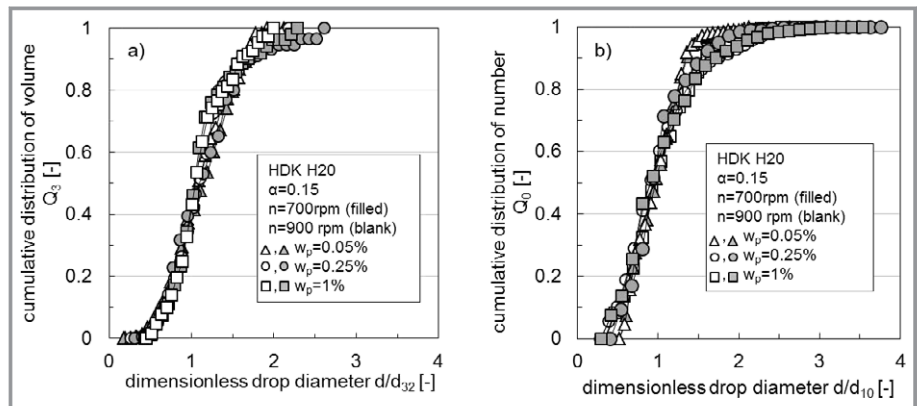 a)
cumulative distribution of volume
Q3 [-]
1
0.8
0.6
0.4
0.2
0
HDK H20
α=0.15
n=700rpm (filled)
n=900 rpm (blank)
△,▲ wp=0.05%
○,● wp=0.25%
□,■ wp=1%
0 1 2 3 4
dimensionless drop diameter d/d32 [-]
b)
cumulative distribution of number
Q0 [-]
1
0.8
0.6
0.4
0.2
0
HDK H20
α=0.15
n=700rpm (filled)
n=900 rpm (blank)
△,▲ wp=0.05%
○,● wp=0.25%
□,■ wp=1%
0 1 2 3 4
dimensionless drop diameter d/d10 [-]